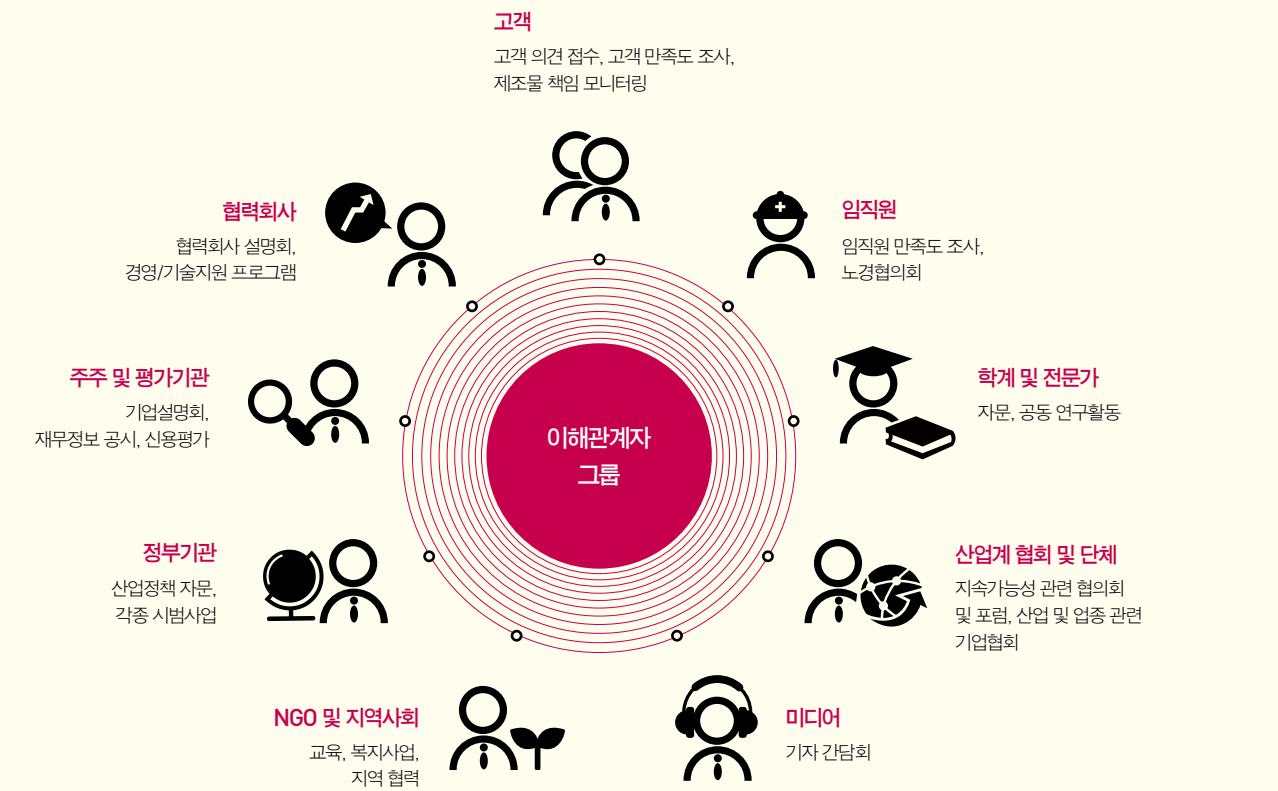 고객
고객 의견 접수, 고객 만족도 조사,
제조물 책임 모니터링
협력회사
협력회사 설명회,
경영/기술지원 프로그램
임직원
임직원 만족도 조사,
노경협의회
주주 및 평가기관
기업설명회,
재무정보 공시, 신용평가
학계 및 전문가
자문, 공동 연구활동
이해관계자
그룹
정부기관
산업정책 자문,
각종 시범사업
산업계 협회 및 단체
지속가능성 관련 협의회
및 포럼, 산업 및 업종 관련
기업협회
NGO 및 지역사회
교육, 복지사업,
지역 협력
미디어
기자 간담회